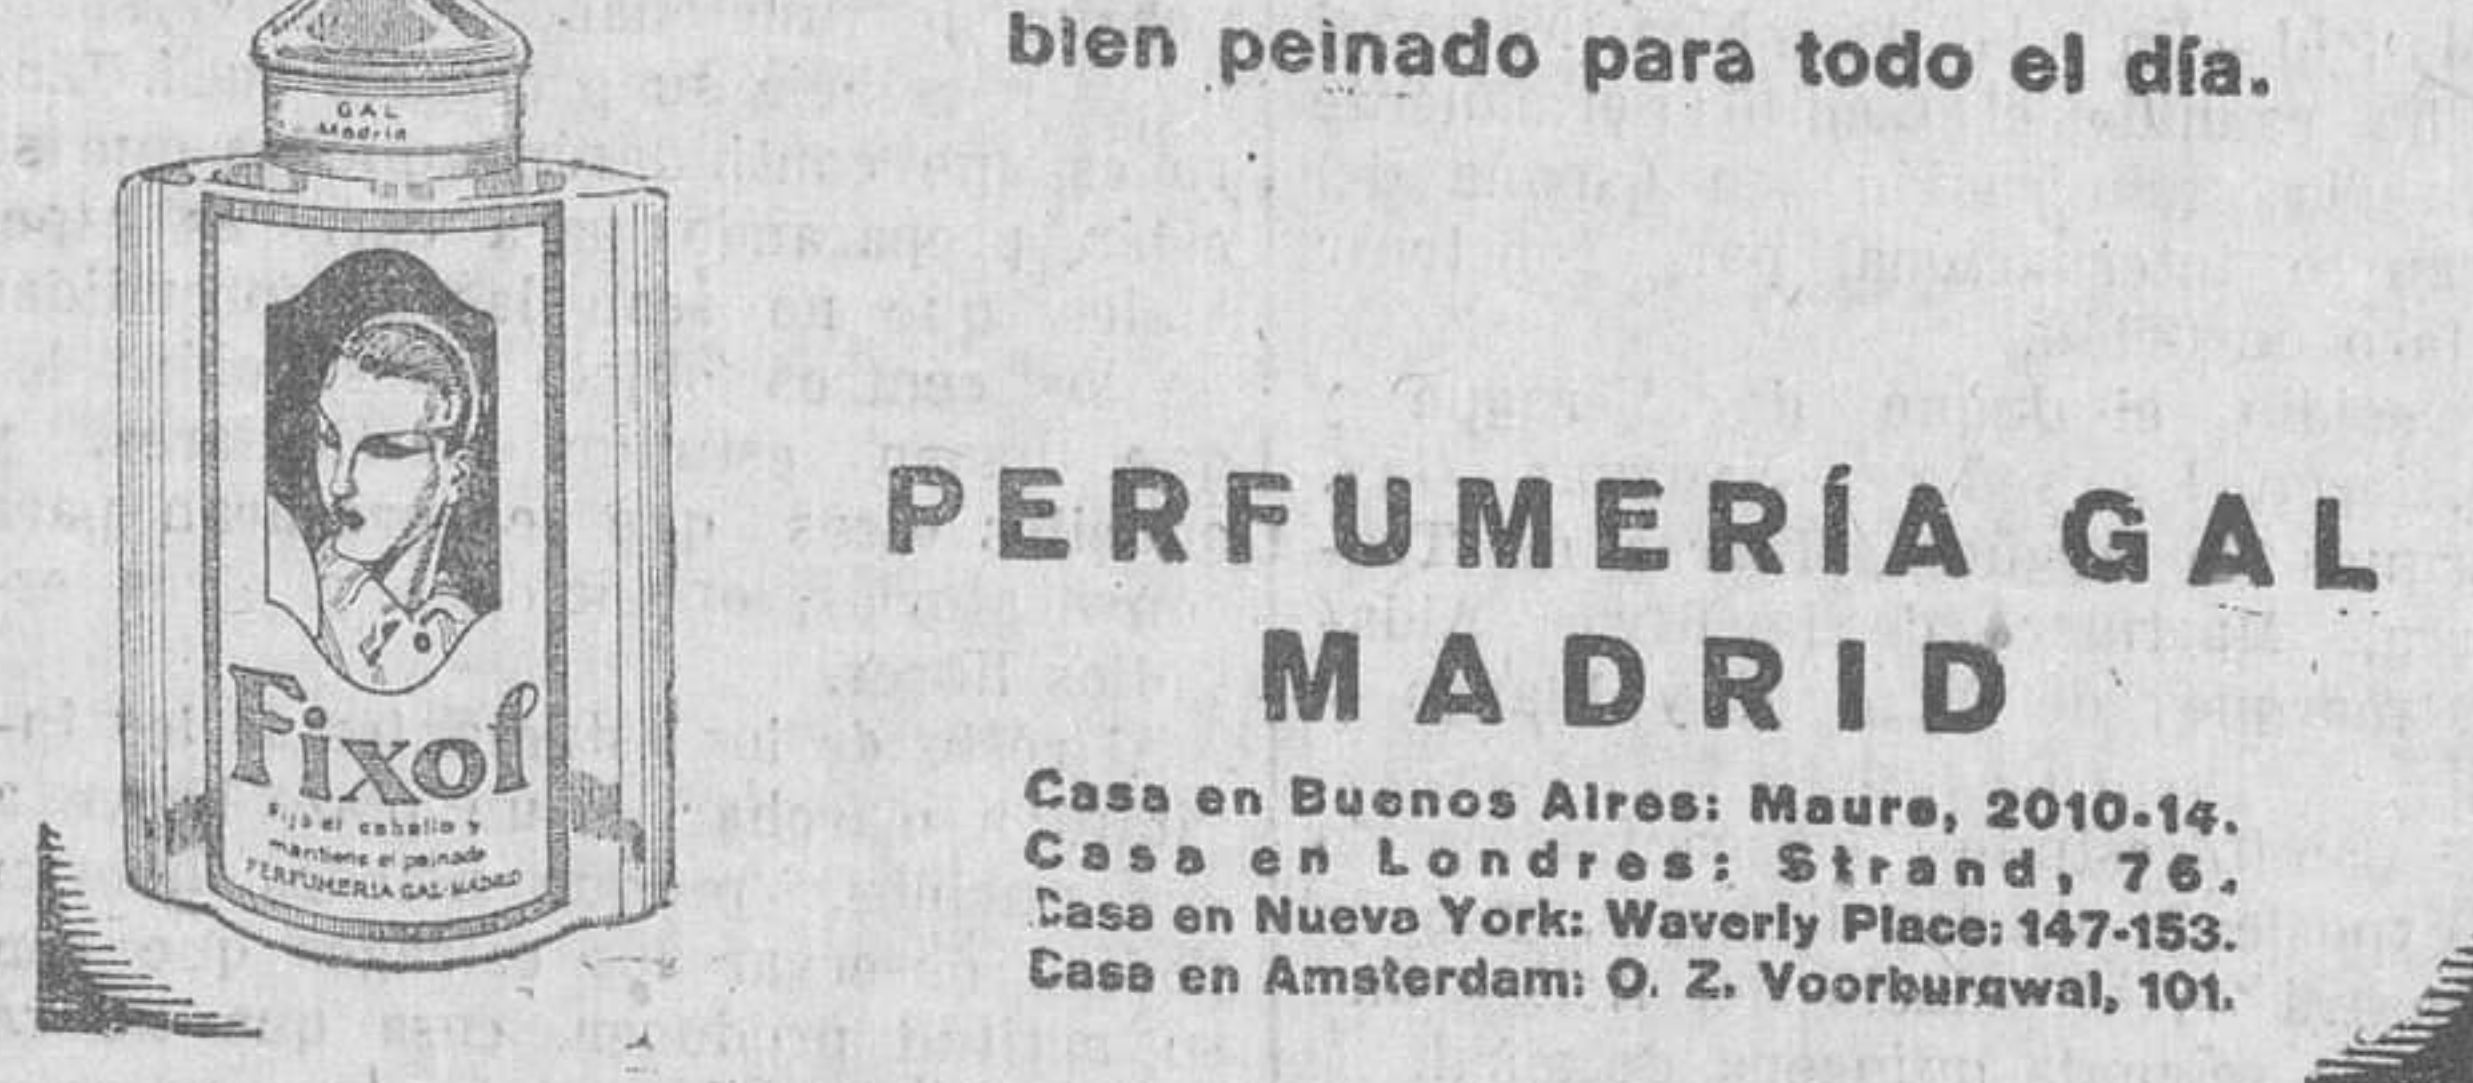 bien peinado para todo el día.
GAL
Madrid
PERFUMERÍA GAL
MADRID
Fixol
Fija el cabello y
mantiene el peinado
PERFUMERIA GAL-MADRID
Casa en Buenos Aires: Maure, 2010-14.
Casa en Londres: Strand, 76.
Casa en Nueva York: Waverly Place: 147-153.
Casa en Amsterdam: O. Z. Voorburgwal, 101.